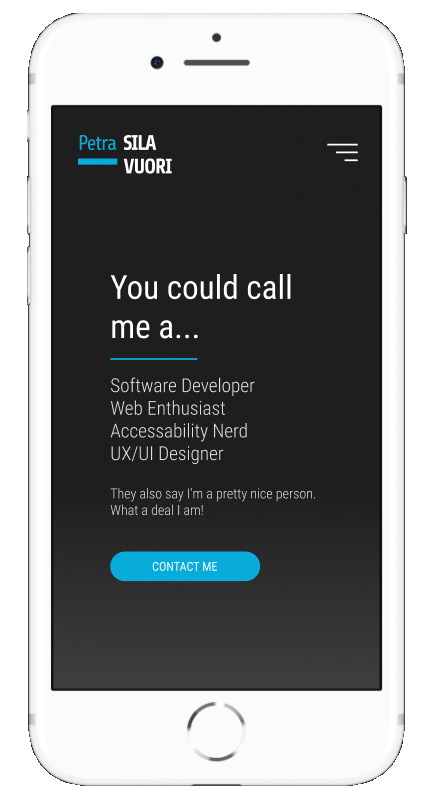 Petra SILA
VUORI
You could call
me a...
Software Developer
Web Enthusiast
Accessability Nerd
UX/UI Designer
They also say I'm a pretty nice person.
What a deal I am!
CONTACT ME